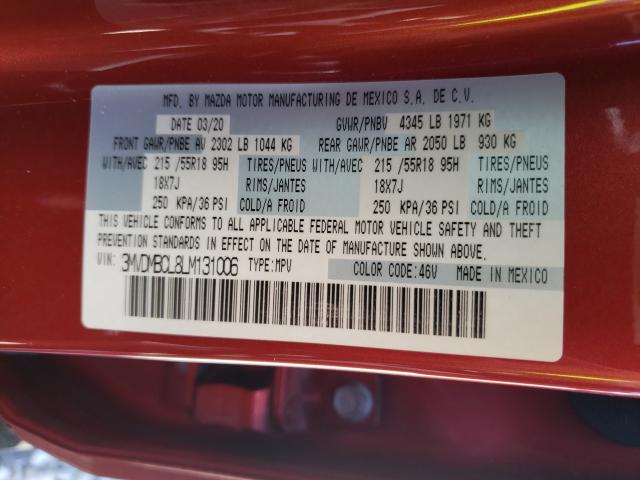 MFD. BY MAZDA MOTOR MANUFACTURING DE MEXICO S.A. DE C.V.
DATE 03/20 GVWR/PNBV 4345 LB 1971 KG
FRONT GAWR/PNBE AV 2302 LB 1044 KG REAR GAWR/PNBE AR 2050 LB 930 KG
WITH/AVEC 215 /55R18 95H TIRES/PNEUS WITH/AVEC 215 /55R18 95H TIRES/PNEUS
18X7J RIMS/JANTES 18X7J RIMS/JANTES
250 KPA/36 PSI COLD/A FROID 250 KPA/36 PSI COLD/A FROID
THIS VEHICLE CONFORMS TO ALL APPLICABLE FEDERAL MOTOR VEHICLE SAFETY AND THEFT
PREVENTION STANDARDS IN EFFECT ON THE DATE OF MANUFACTURE SHOWN ABOVE.
VIN: 3MVDMBCL8LM131006 TYPE:MPV COLOR CODE:46V MADE IN MEXICO